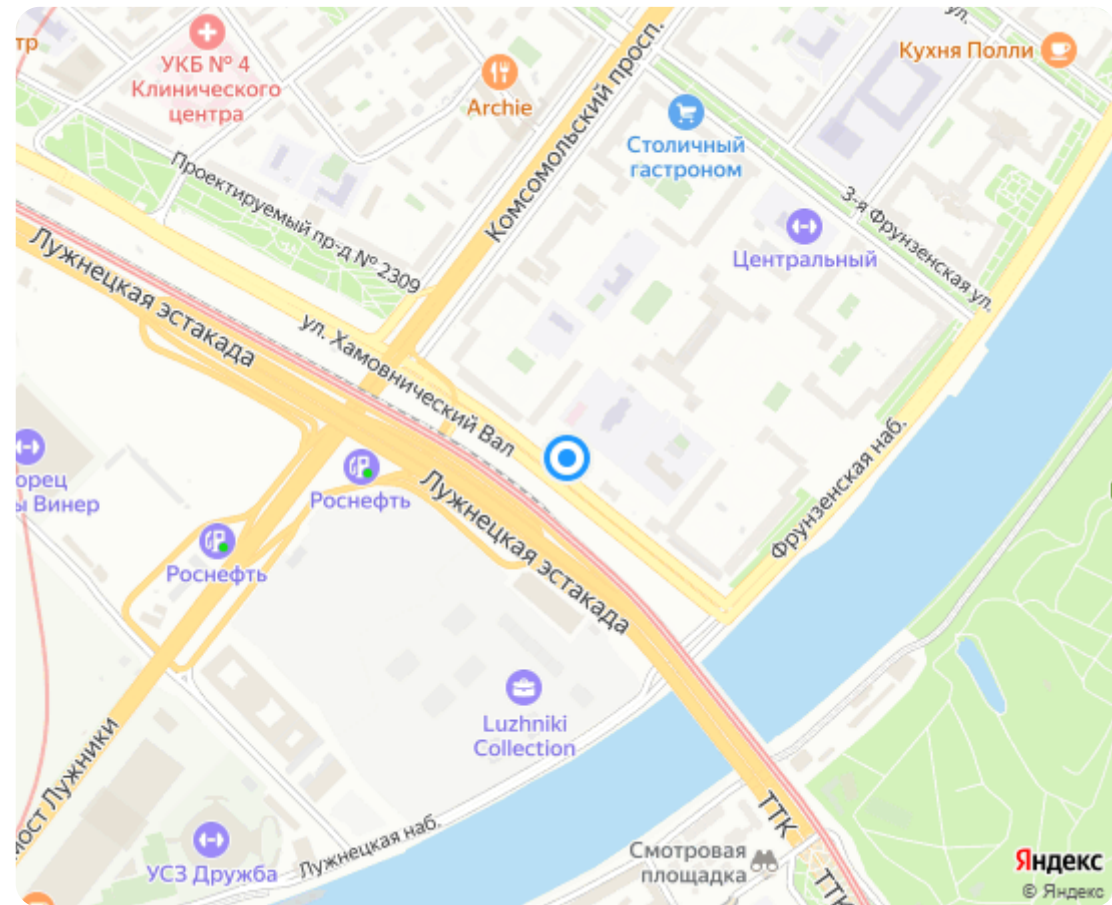 ул.
тр
Кухня Полли
УКБ № 4
Клинического
центра
Archie
Комсомольский просп.
Столичный
гастроном
Проектируемый пр-д № 2309
3-я Фрунзенская ул.
Центральный
Лужнецкая эстакада
ул. Хамовнический Вал
Фрунзенская наб.
орец
ы Винер
Роснефть
Лужнецкая эстакада
Роснефть
Luzhniki
Collection
мост Лужники
ТТК
Лужнецкая наб.
УСЗ Дружба
Смотровая
площадка
ТТК
Яндекс
© Яндекс